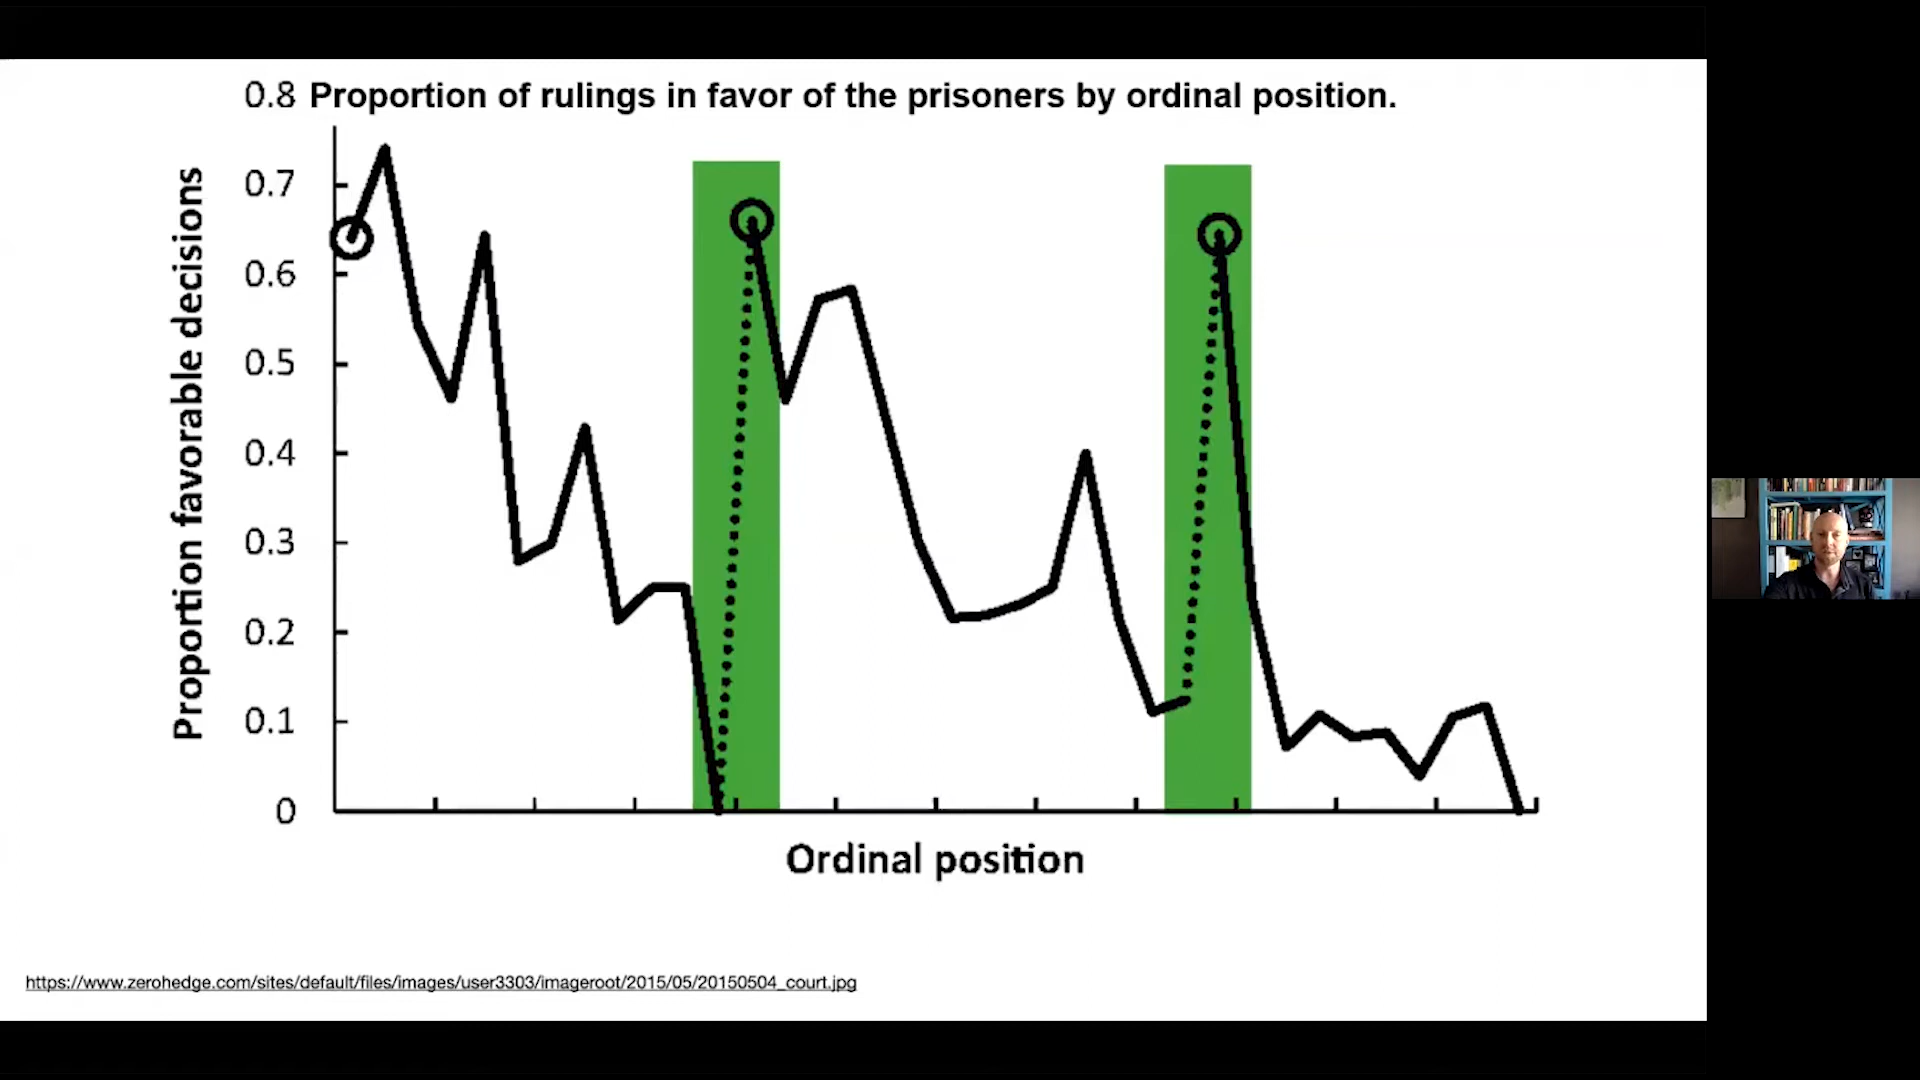 0.8 Proportion of rulings in favor of the prisoners by ordinal position.
Proportion favorable decisions
0.7
0.6
0.5
0.4
0.3
0.2
0.1
0
Ordinal position
https://www.zerohedge.com/sites/default/files/images/user3303/imageroot/2015/05/20150504_court.jpg